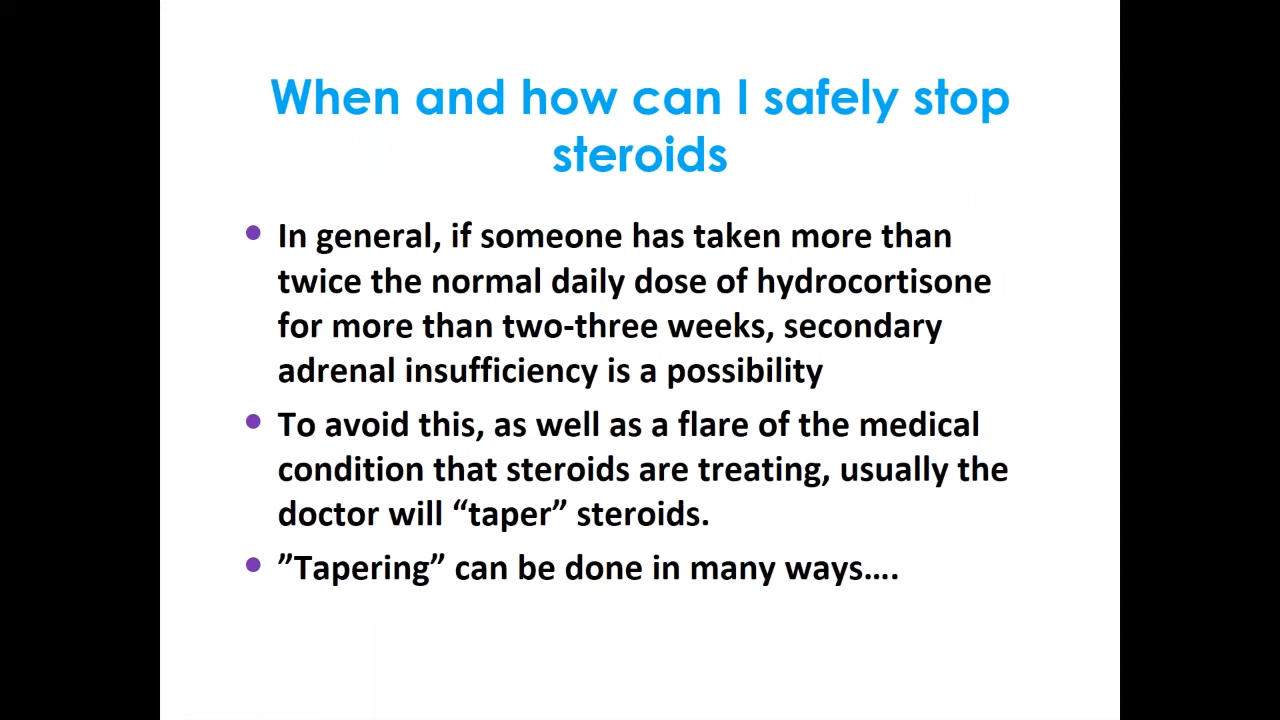 When and how can I safely stop
steroids
• In general, if someone has taken more than
twice the normal daily dose of hydrocortisone
for more than two-three weeks, secondary
adrenal insufficiency is a possibility
• To avoid this, as well as a flare of the medical
condition that steroids are treating, usually the
doctor will “taper” steroids.
• ”Tapering” can be done in many ways….